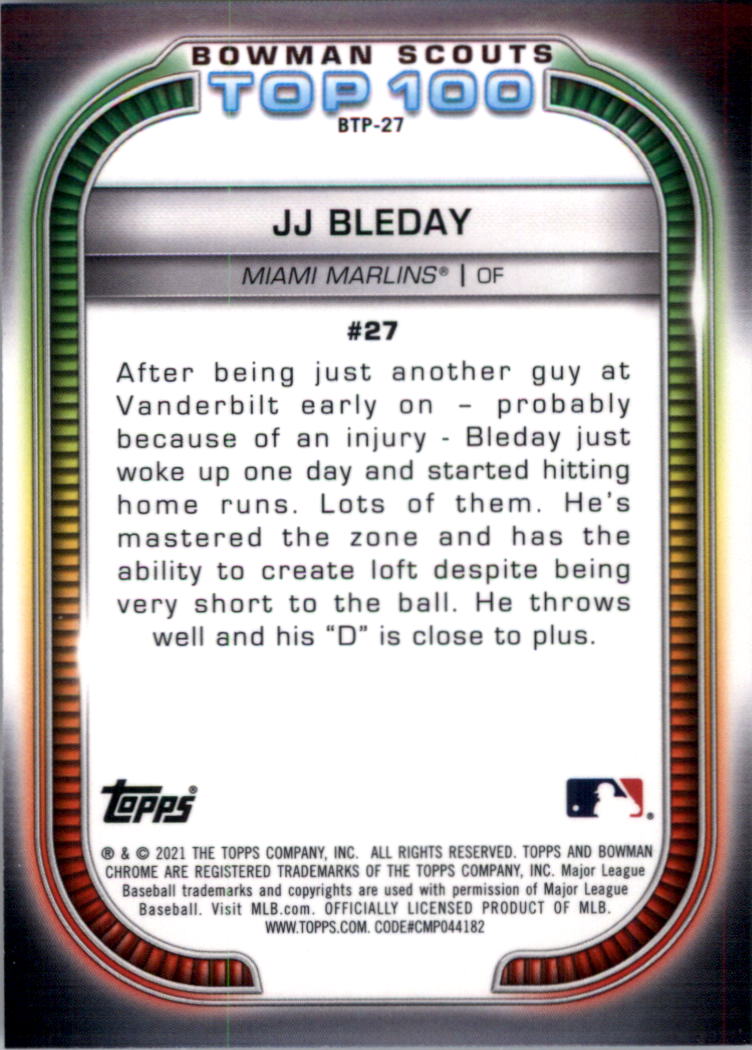 BOWMAN SCOUTS
TOP 100
BTP-27
JJ BLEDAY
MIAMI MARLINS® | OF
#27
After being just another guy at
Vanderbilt early on – probably
because of an injury - Bleday just
woke up one day and started hitting
home runs. Lots of them. He's
mastered the zone and has the
ability to create loft despite being
very short to the ball. He throws
well and his “D” is close to plus.
topps®
®
® & © 2021 THE TOPPS COMPANY, INC. ALL RIGHTS RESERVED. TOPPS AND BOWMAN
CHROME ARE REGISTERED TRADEMARKS OF THE TOPPS COMPANY, INC. Major League
Baseball trademarks and copyrights are used with permission of Major League
Baseball. Visit MLB.com. OFFICIALLY LICENSED PRODUCT OF MLB.
WWW.TOPPS.COM. CODE#CMP044182